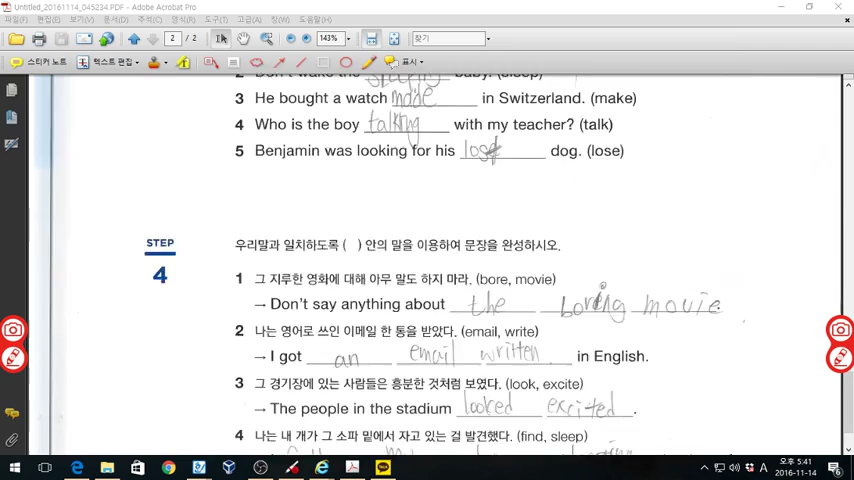 Untitled_20161114_045234.PDF - Adobe Acrobat Pro
파일(F) 편집(E) 보기(V) 문서(D) 주석(C) 양식(R) 도구(T) 고급(A) 창(W) 도움말(H)
2 / 2 143% 찾기
스티커 노트 텍스트 편집 표시
2 Don't wake the sleeping baby. (sleep)
3 He bought a watch made in Switzerland. (make)
4 Who is the boy talking with my teacher? (talk)
5 Benjamin was looking for his lost dog. (lose)
STEP
4
우리말과 일치하도록 ( ) 안의 말을 이용하여 문장을 완성하시오.
1 그 지루한 영화에 대해 아무 말도 하지 마라. (bore, movie)
→ Don't say anything about the boring movie
2 나는 영어로 쓰인 이메일 한 통을 받았다. (email, write)
→ I got an email written in English.
3 그 경기장에 있는 사람들은 흥분한 것처럼 보였다. (look, excite)
→ The people in the stadium looked excited.
4 나는 내 개가 그 소파 밑에서 자고 있는 걸 발견했다. (find, sleep)
A 오후 5:41
2016-11-14